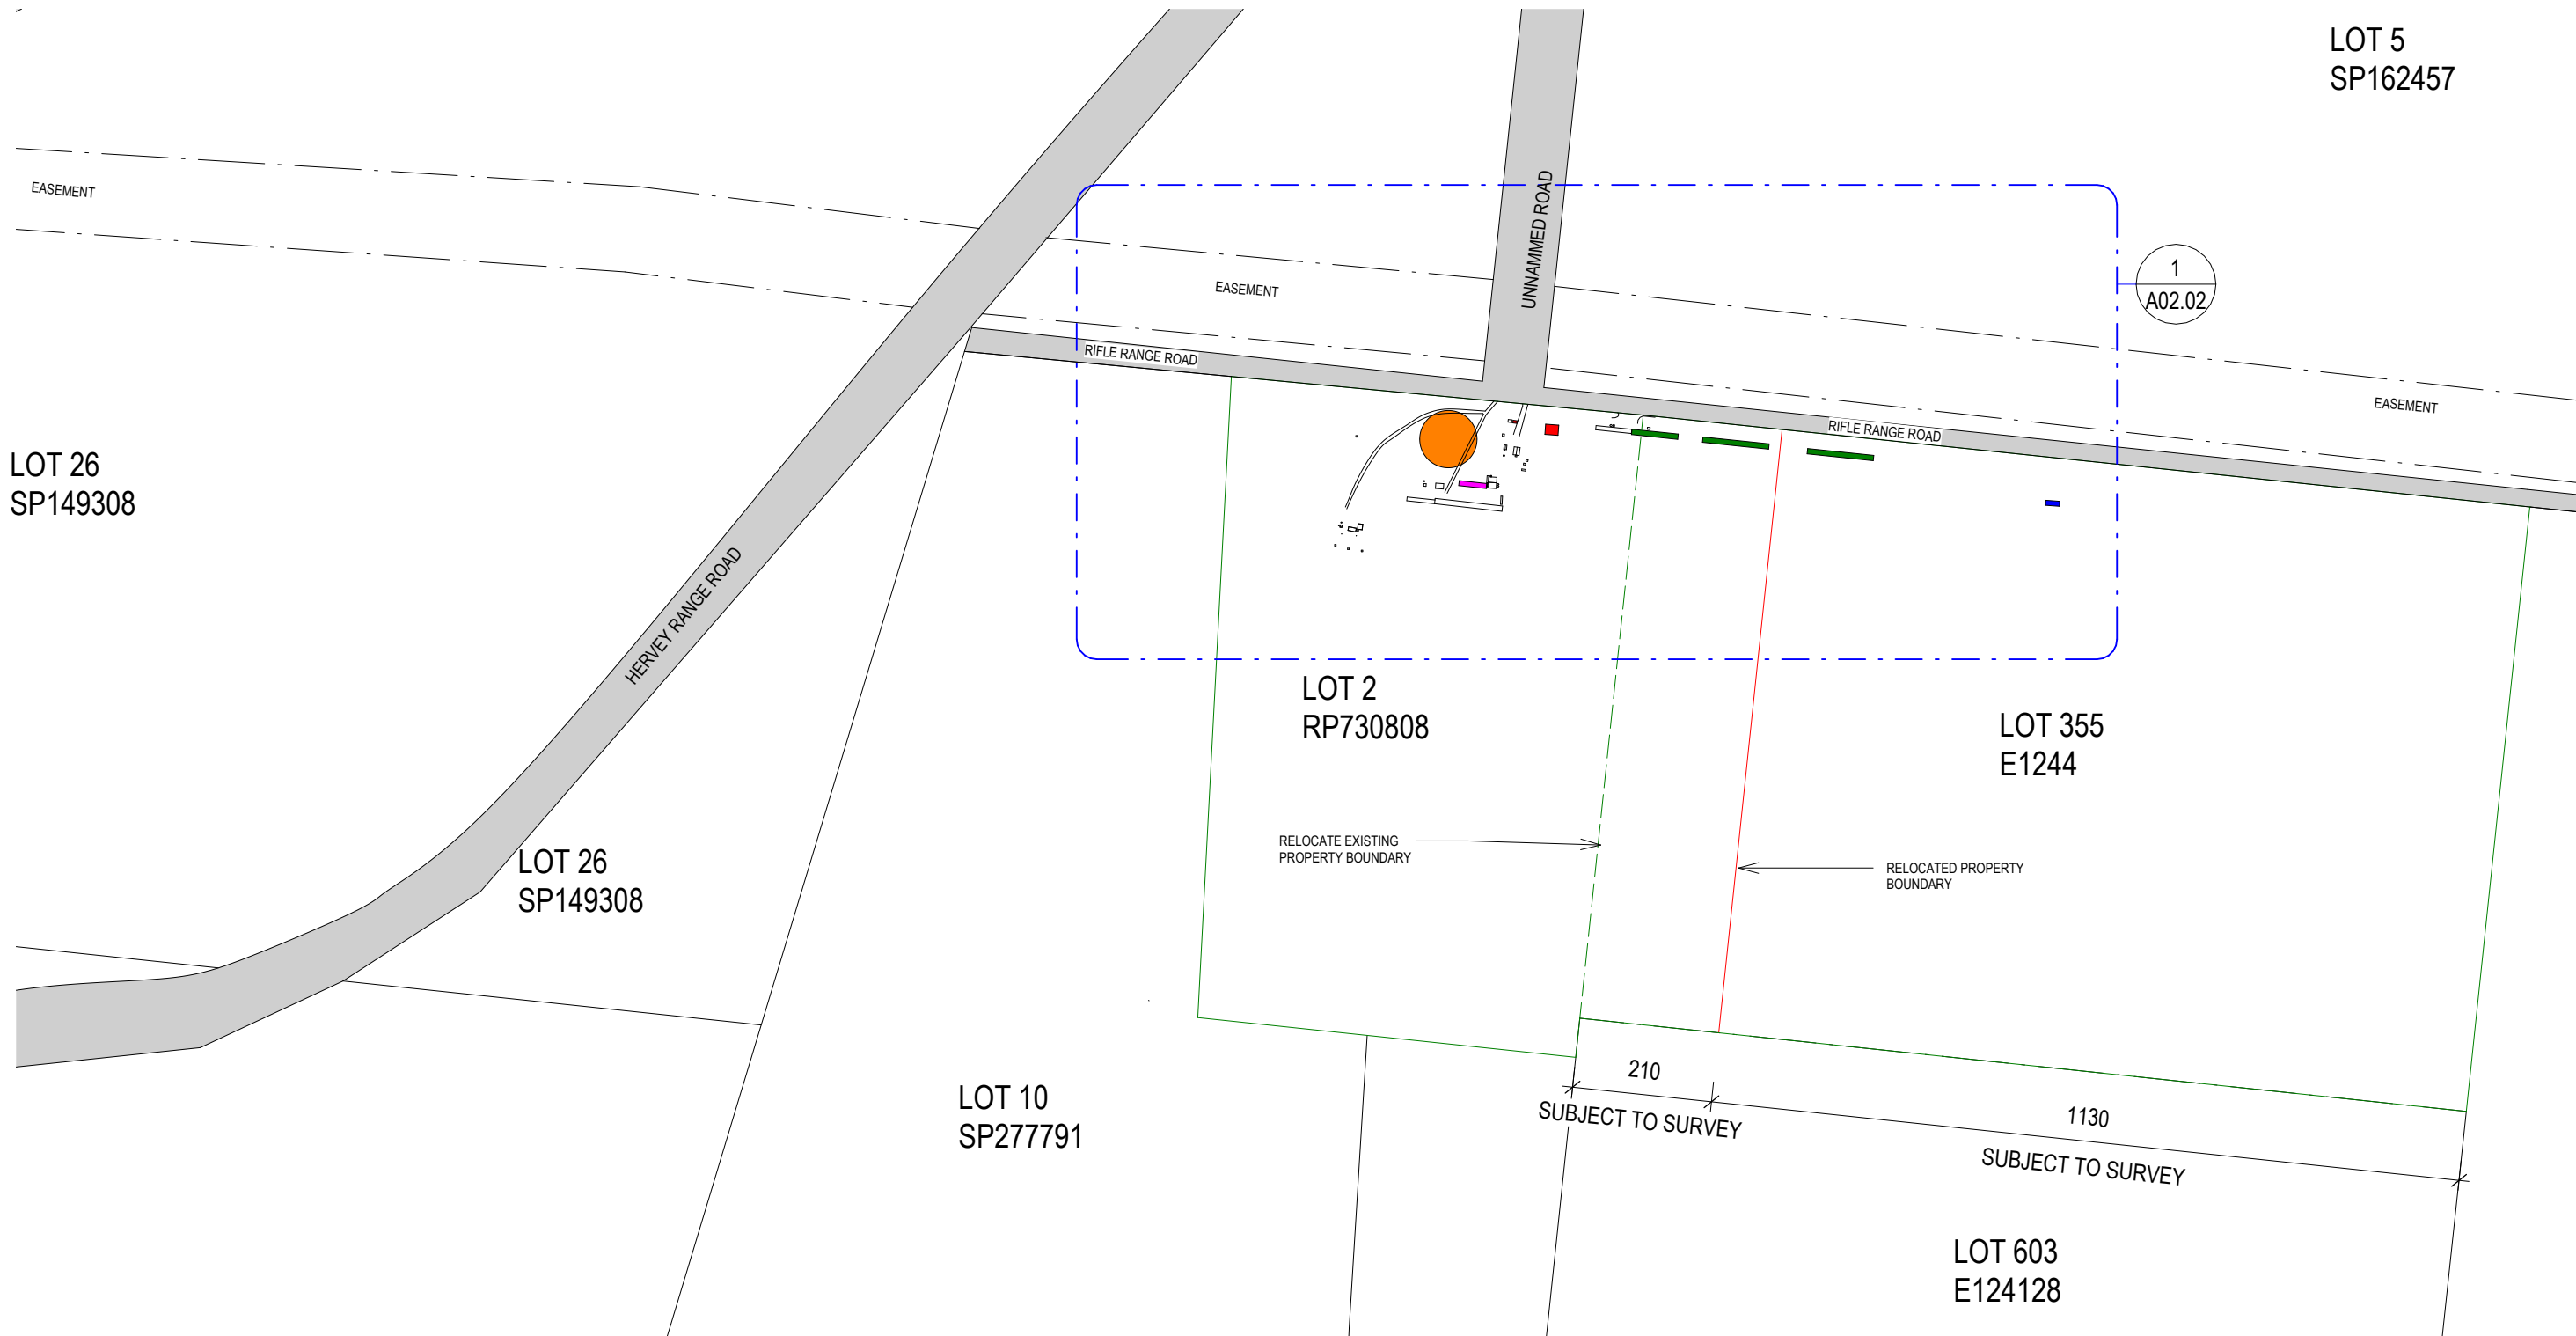 LOT 5
SP162457
EASEMENT
UNNAMMED ROAD
1
A02.02
EASEMENT
RIFLE RANGE ROAD
EASEMENT
RIFLE RANGE ROAD
LOT 26
SP149308
HERVEY RANGE ROAD
LOT 2
RP730808
LOT 355
E1244
RELOCATE EXISTING
PROPERTY BOUNDARY
RELOCATED PROPERTY
BOUNDARY
LOT 26
SP149308
210
SUBJECT TO SURVEY
1130
SUBJECT TO SURVEY
LOT 10
SP277791
LOT 603
E124128